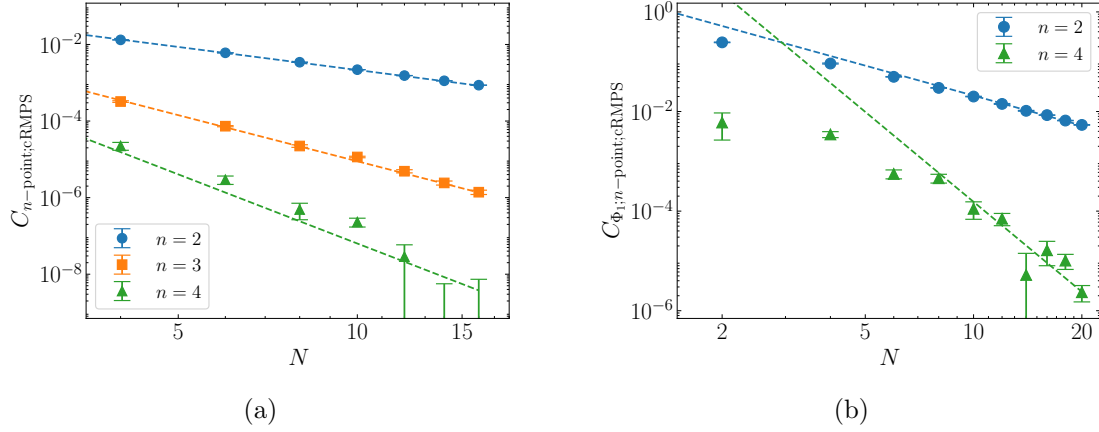 C_{n−point;cRMPS}
10^{−2}
10^{−4}
10^{−6}
10^{−8}
n = 2
n = 3
n = 4
5
10
15
N
(a)
C_{Φ_1;n−point;cRMPS}
10^0
10^{−2}
10^{−4}
10^{−6}
n = 2
n = 4
2
5
10
20
N
(b)